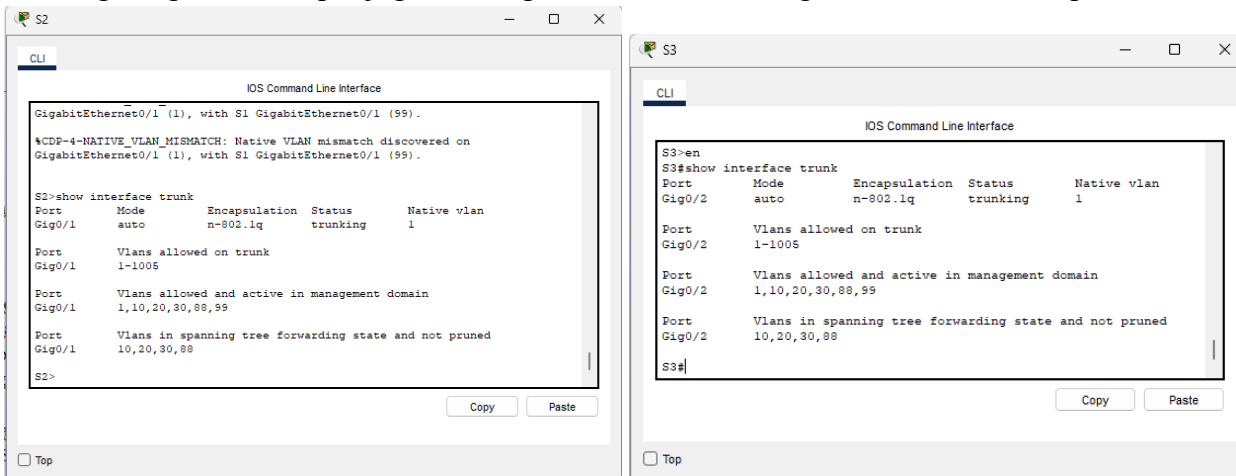 S2
CLI
IOS Command Line Interface
GigabitEthernet0/1 (1), with S1 GigabitEthernet0/1 (99).
%CDP-4-NATIVE_VLAN_MISMATCH: Native VLAN mismatch discovered on
GigabitEthernet0/1 (1), with S1 GigabitEthernet0/1 (99).
S2>show interface trunk
Port Mode Encapsulation Status Native vlan
Gig0/1 auto n-802.1q trunking 1
Port Vlans allowed on trunk
Gig0/1 1-1005
Port Vlans allowed and active in management domain
Gig0/1 1,10,20,30,88,99
Port Vlans in spanning tree forwarding state and not pruned
Gig0/1 10,20,30,88
S2>
Copy Paste
Top
S3
CLI
IOS Command Line Interface
S3>en
S3#show interface trunk
Port Mode Encapsulation Status Native vlan
Gig0/2 auto n-802.1q trunking 1
Port Vlans allowed on trunk
Gig0/2 1-1005
Port Vlans allowed and active in management domain
Gig0/2 1,10,20,30,88,99
Port Vlans in spanning tree forwarding state and not pruned
Gig0/2 10,20,30,88
S3#
Copy Paste
Top